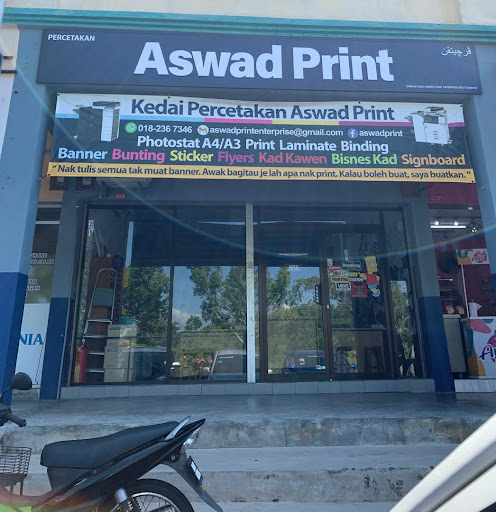 PERCETAKAN
Aswad Print
ڤرچيتقن
Kedai Percetakan Aswad Print
018-236 7346 aswadprintenterprise@gmail.com aswadprint
Photostat A4/A3 Print Laminate Binding
Banner Bunting Sticker Flyers Kad Kawen Bisnes Kad Signboard
"Nak tulis semua tak muat banner. Awak bagitau je lah apa nak print. Kalau boleh buat, saya buatkan."
NIA